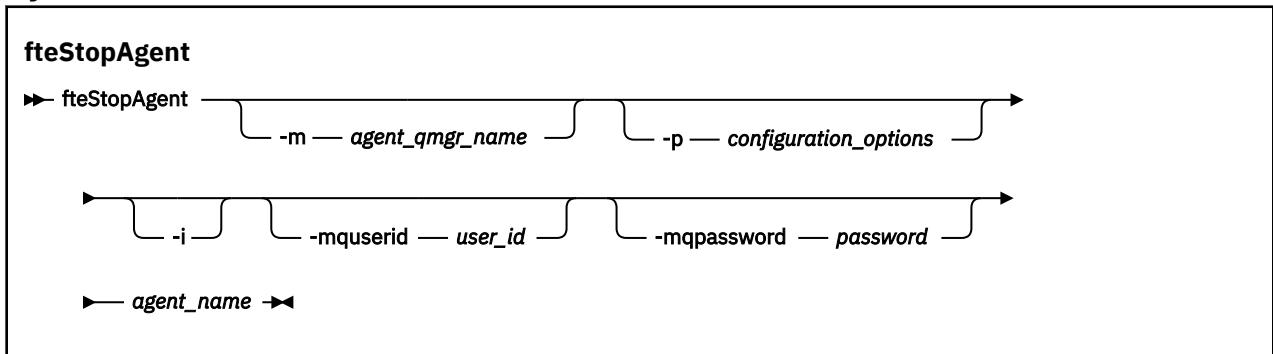 fteStopAgent
fteStopAgent
-m agent_qmgr_name -p configuration_options
-i -mquserid user_id -mqpassword password
agent_name